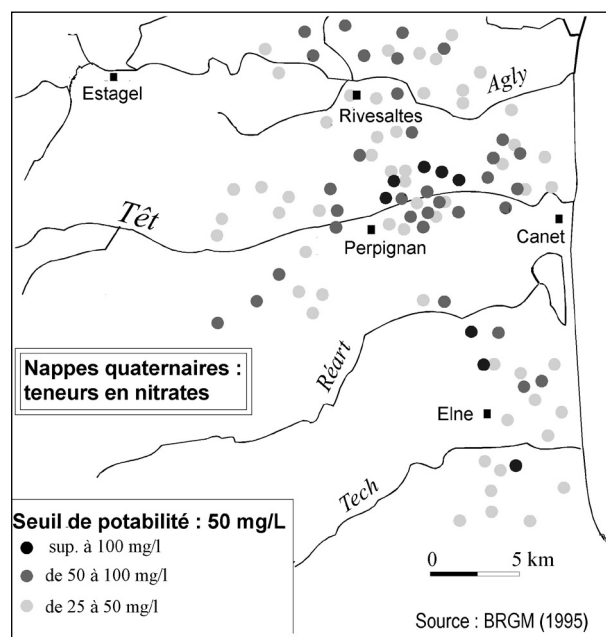 Estagel
Agly
Rivesaltes
Têt
Perpignan
Canet
Nappes quaternaires :
teneurs en nitrates
Réart
Elne
Tech
Seuil de potabilité : 50 mg/L
sup. à 100 mg/l
de 50 à 100 mg/l
de 25 à 50 mg/l
0 5 km
Source : BRGM (1995)